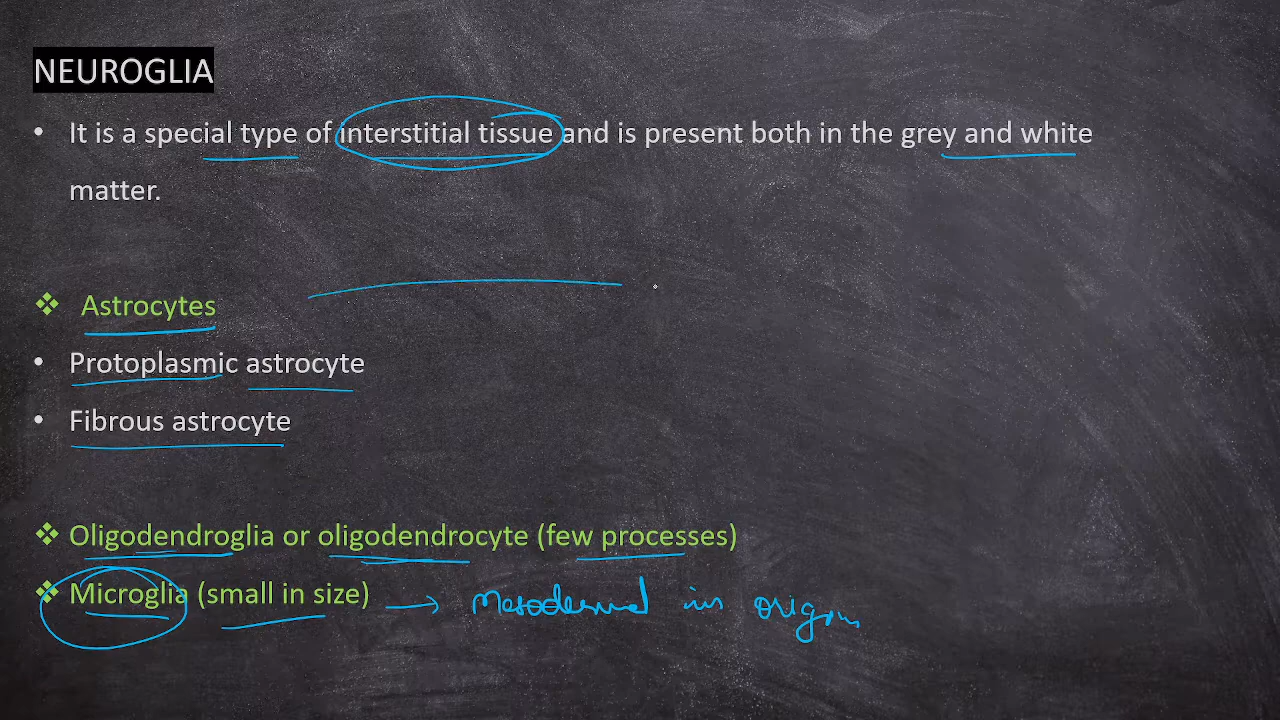 NEUROGLIA
• It is a special type of interstitial tissue and is present both in the grey and white
matter.
❖ Astrocytes
• Protoplasmic astrocyte
• Fibrous astrocyte
❖ Oligodendroglia or oligodendrocyte (few processes)
❖ Microglia (small in size) → Mesodermal in origin